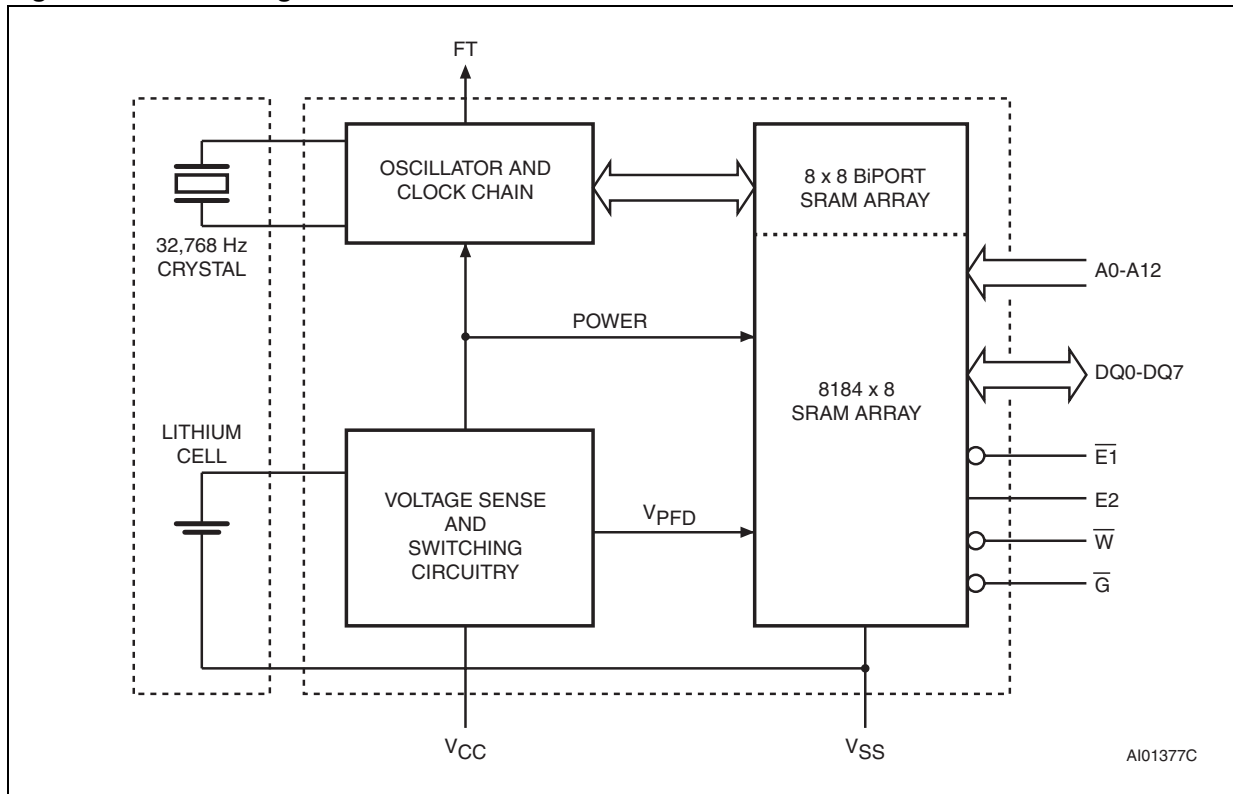 FT
OSCILLATOR AND
CLOCK CHAIN
8 x 8 BiPORT
SRAM ARRAY
32,768 Hz
CRYSTAL
A0-A12
POWER
DQ0-DQ7
8184 x 8
SRAM ARRAY
LITHIUM
CELL
E1
E2
VOLTAGE SENSE
AND
SWITCHING
CIRCUITRY
VPFD
W
G
VCC
VSS
AI01377C